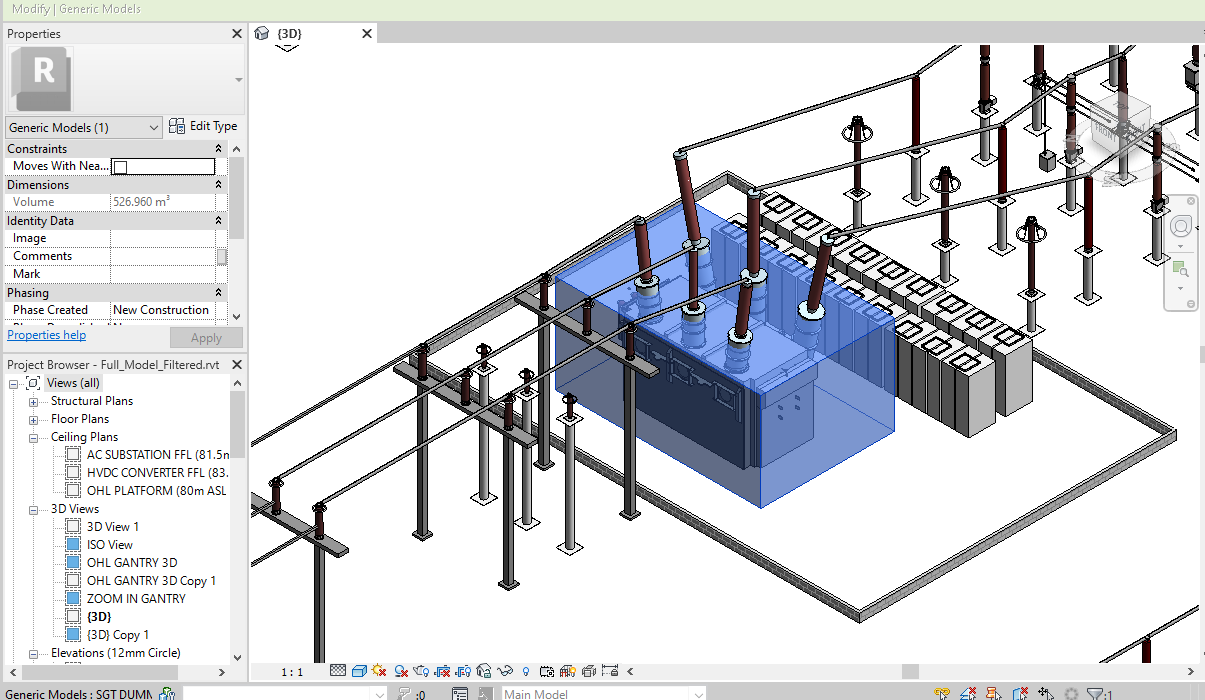 Modify | Generic Models
Properties
{3D}
R
Generic Models (1)
Edit Type
Constraints
Moves With Nea...
Dimensions
Volume
526.960 m³
Identity Data
Image
Comments
Mark
Phasing
Phase Created
New Construction
Properties help
Apply
Project Browser - Full_Model_Filtered.rvt
Views (all)
Structural Plans
Floor Plans
Ceiling Plans
AC SUBSTATION FFL (81.5m
HVDC CONVERTER FFL (83.
OHL PLATFORM (80m ASL
3D Views
3D View 1
ISO View
OHL GANTRY 3D
OHL GANTRY 3D Copy 1
ZOOM IN GANTRY
{3D}
{3D} Copy 1
Elevations (12mm Circle)
FRONT
1 : 1
Generic Models : SGT DUMM
:0
Main Model
:1